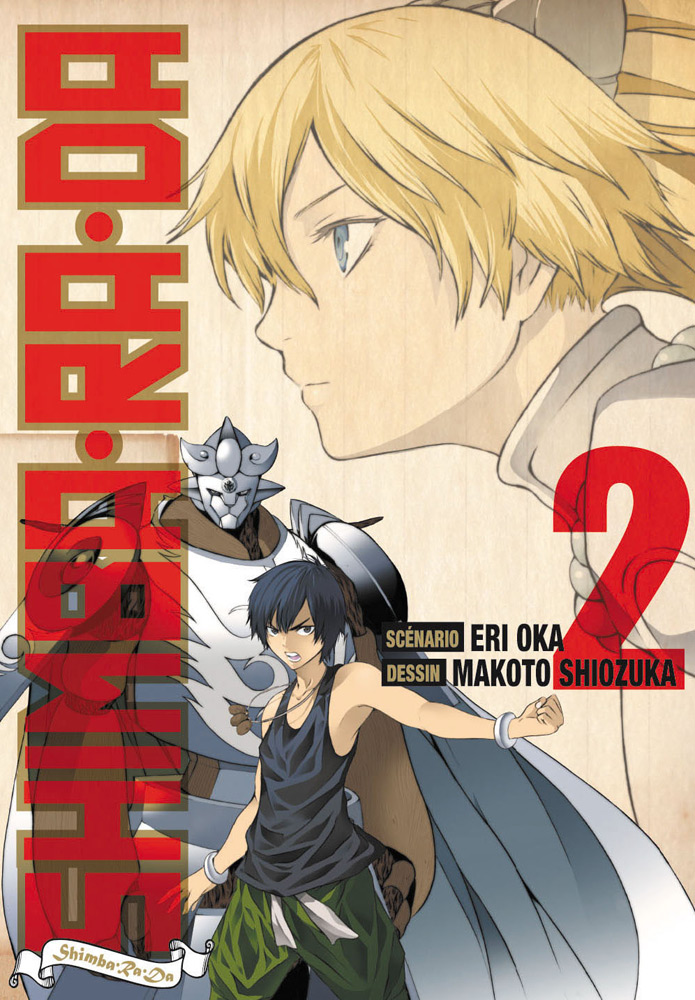 SHIMBA·RA·DA
2
SCÉNARIO ERI OKA
DESSIN MAKOTO SHIOZUKA
Shimba·Ra·Da